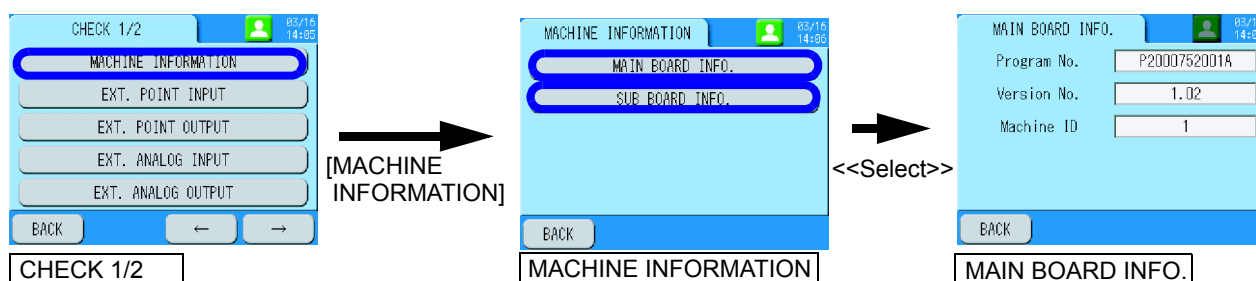 CHECK 1/2
03/16
14:05
MACHINE INFORMATION
EXT. POINT INPUT
EXT. POINT OUTPUT
EXT. ANALOG INPUT
EXT. ANALOG OUTPUT
BACK
←
→
CHECK 1/2
[MACHINE
INFORMATION]
MACHINE INFORMATION
03/16
14:06
MAIN BOARD INFO.
SUB BOARD INFO.
BACK
MACHINE INFORMATION
<<Select>>
MAIN BOARD INFO.
Program No. P2000752001A
Version No. 1.02
Machine ID 1
BACK
MAIN BOARD INFO.